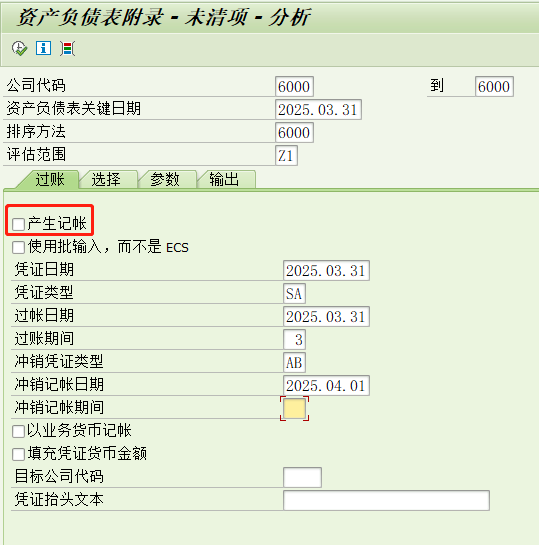 资产负债表附录 - 未清项 - 分析
公司代码 6000 到 6000
资产负债表关键日期 2025.03.31
排序方法 6000
评估范围 Z1
过账 选择 参数 输出
产生记帐
使用批输入，而不是 ECS
凭证日期 2025.03.31
凭证类型 SA
过帐日期 2025.03.31
过账期间 3
冲销凭证类型 AB
冲销记帐日期 2025.04.01
冲销记帐期间
以业务货币记帐
填充凭证货币金额
目标公司代码
凭证抬头文本